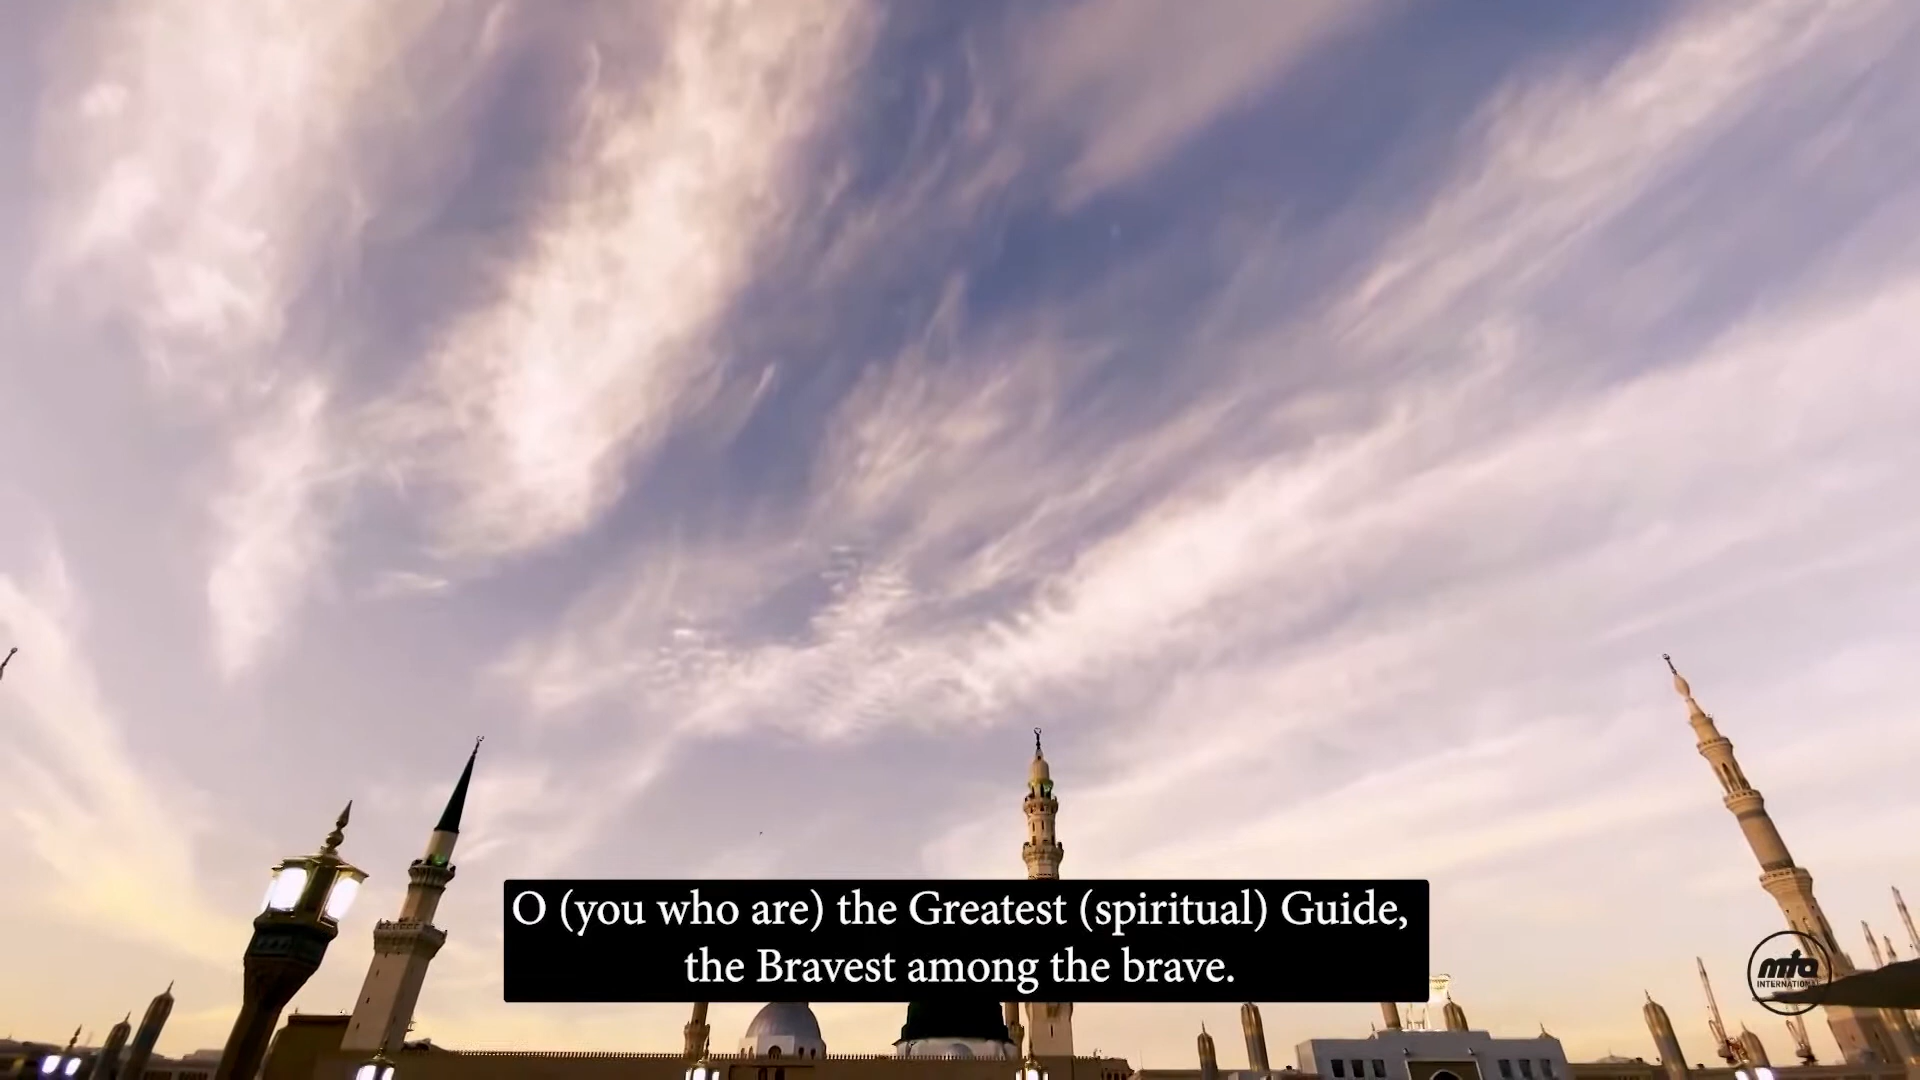 O (you who are) the Greatest (spiritual) Guide,
the Bravest among the brave.
mta
INTERNATIONAL